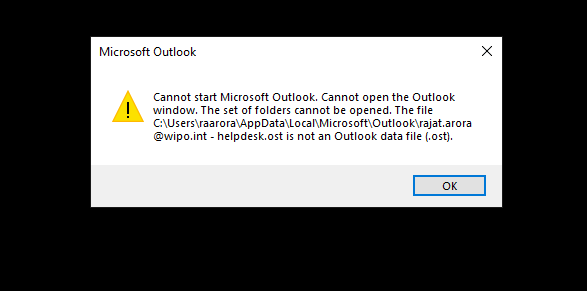 Microsoft Outlook
Cannot start Microsoft Outlook. Cannot open the Outlook
window. The set of folders cannot be opened. The file
C:\Users\raarora\AppData\Local\Microsoft\Outlook\rajat.arora
@wipo.int - helpdesk.ost is not an Outlook data file (.ost).
OK